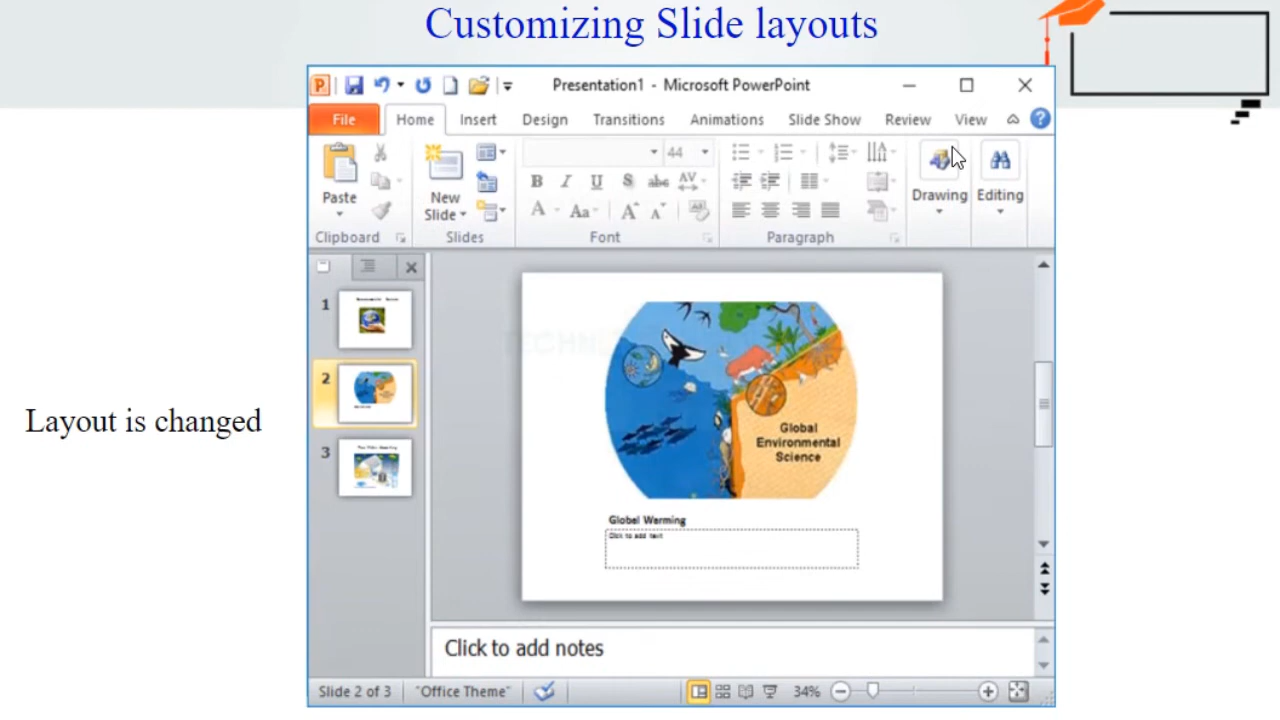 Customizing Slide layouts
Presentation1 - Microsoft PowerPoint
File Home Insert Design Transitions Animations Slide Show Review View
44
Paste
New
Slide
Drawing
Editing
B I U S abc AV
A Aa A A
Clipboard
Slides
Font
Paragraph
1
2
3
Layout is changed
Global
Environmental
Science
Global Warming
Click to add text
Click to add notes
Slide 2 of 3
"Office Theme"
34%